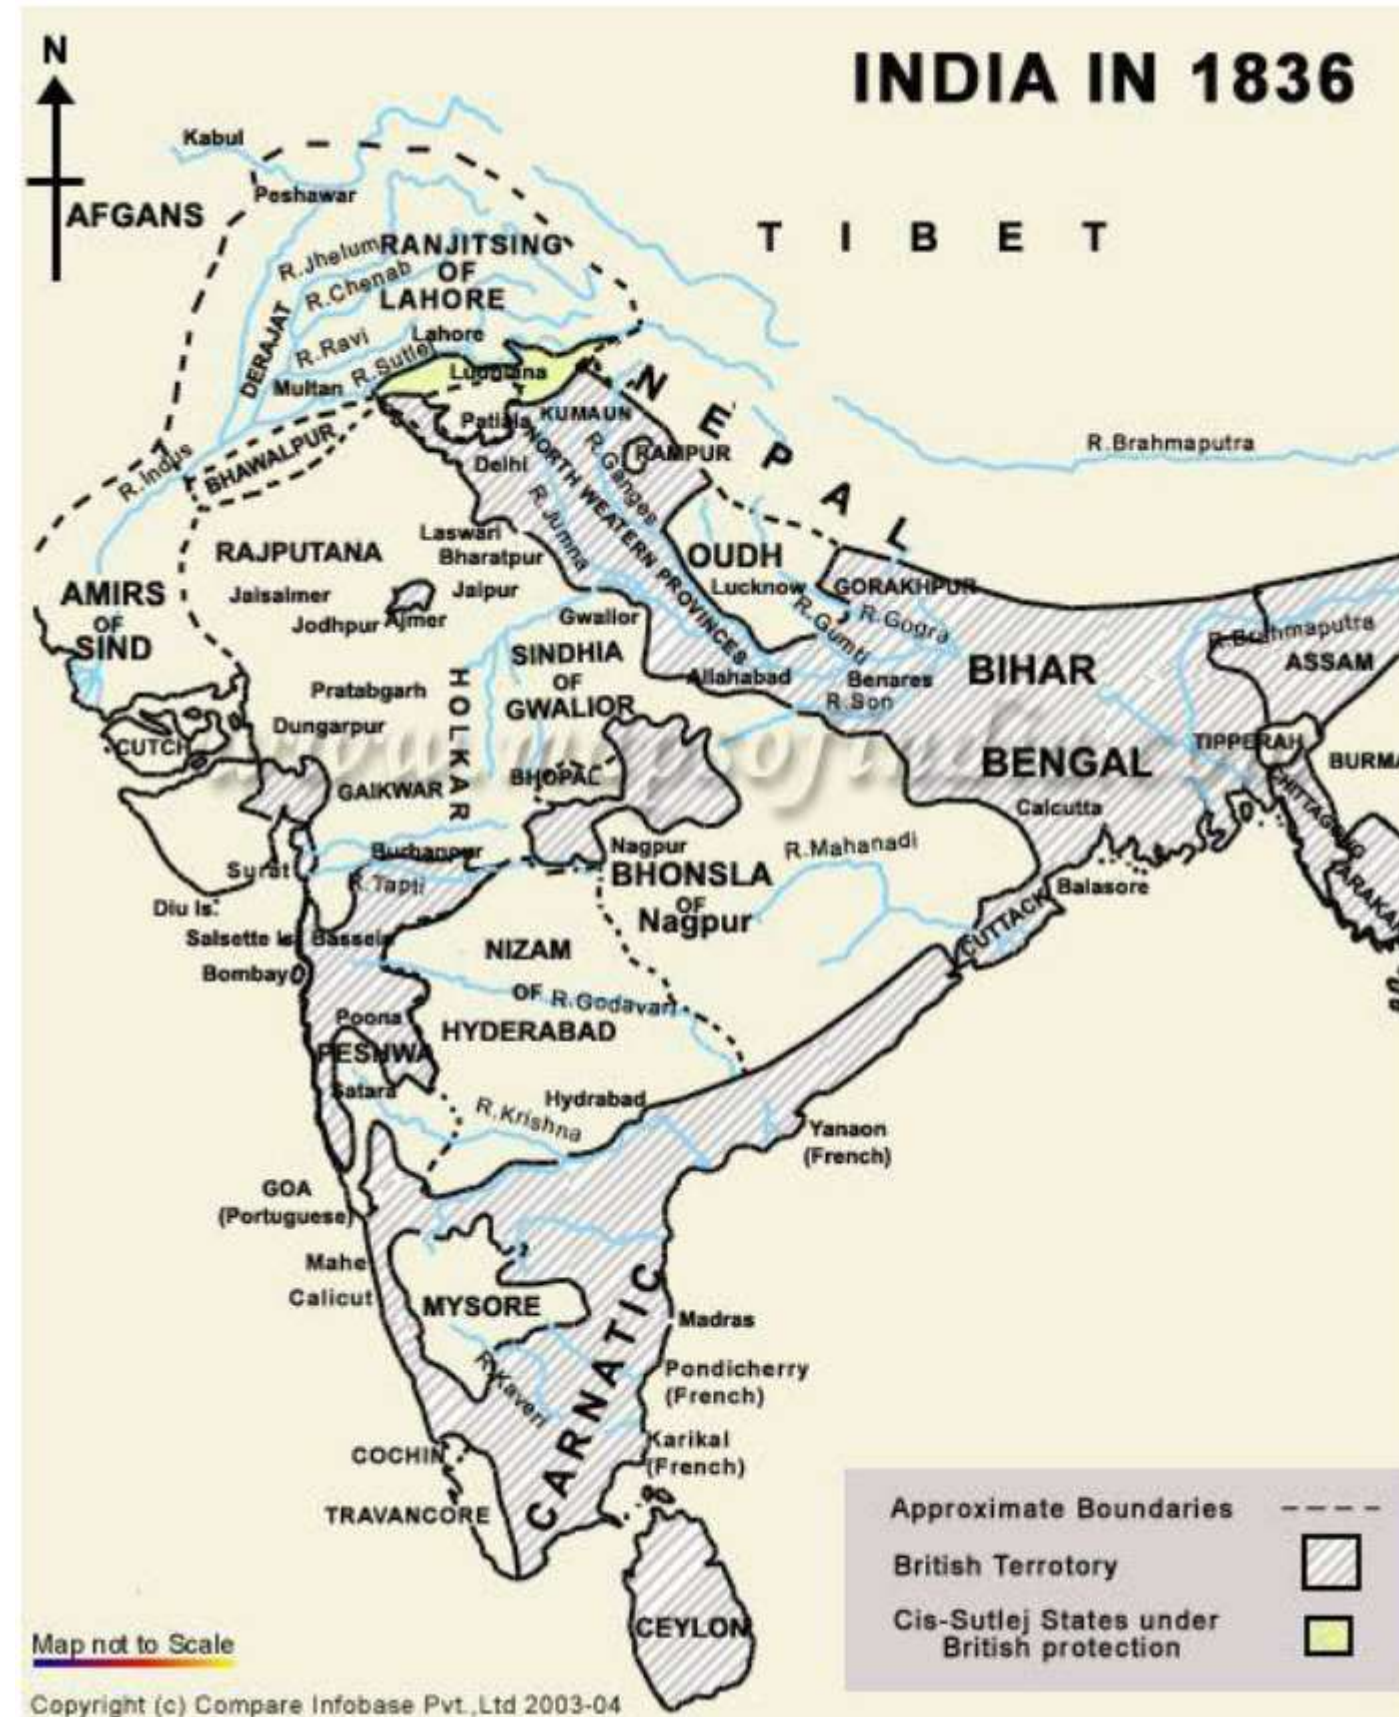 INDIA IN 1836
N
Kabul
AFGANS
Peshawar
T I B E T
R.Jhelum
RANJITSING
OF
LAHORE
R.Chenab
DERAJAT
R.Ravi
Lahore
R.Sutlej
Multan
Ludhiana
N E P A L
Patiala
KUMAUN
RAMPUR
R.Brahmaputra
R.Indus
BHAWALPUR
Delhi
NORTH WEATERN PROVINCES
R.Ganges
R.Jumna
RAJPUTANA
Laswari
Bharatpur
OUDH
Lucknow
GORAKHPUR
AMIRS
OF
SIND
Jaisalmer
Jaipur
Jodhpur
Ajmer
Gwalior
R.Gumti
R.Gogra
R.Brahmaputra
ASSAM
SINDHIA
OF
GWALIOR
Allahabad
Benares
R.Son
BIHAR
HOLKAR
Pratabgarh
Dungarpur
CUTCH
www.mapsofindia
TIPPERAH
BURMA
BENGAL
BHOPAL
GAIKWAR
Calcutta
CHITTAGNG
ARAKAN
Burhanpur
Nagpur
R.Mahanadi
Surat
R.Tapti
BHONSLA
OF
Nagpur
Balasore
CUTTACK
Diu Is.
Salsette Is.
Bassein
Bombay
NIZAM
OF
HYDERABAD
R.Godavari
Poona
PESHWA
Satara
R.Krishna
Hydrabad
Yanaon
(French)
GOA
(Portuguese)
Mahe
Calicut
MYSORE
CARNATIC
Madras
R.Kaveri
Pondicherry
(French)
Karikal
(French)
COCHIN
TRAVANCORE
CEYLON
Approximate Boundaries
British Terrotory
Cis-Sutlej States under
British protection
Map not to Scale
Copyright (c) Compare Infobase Pvt.,Ltd 2003-04